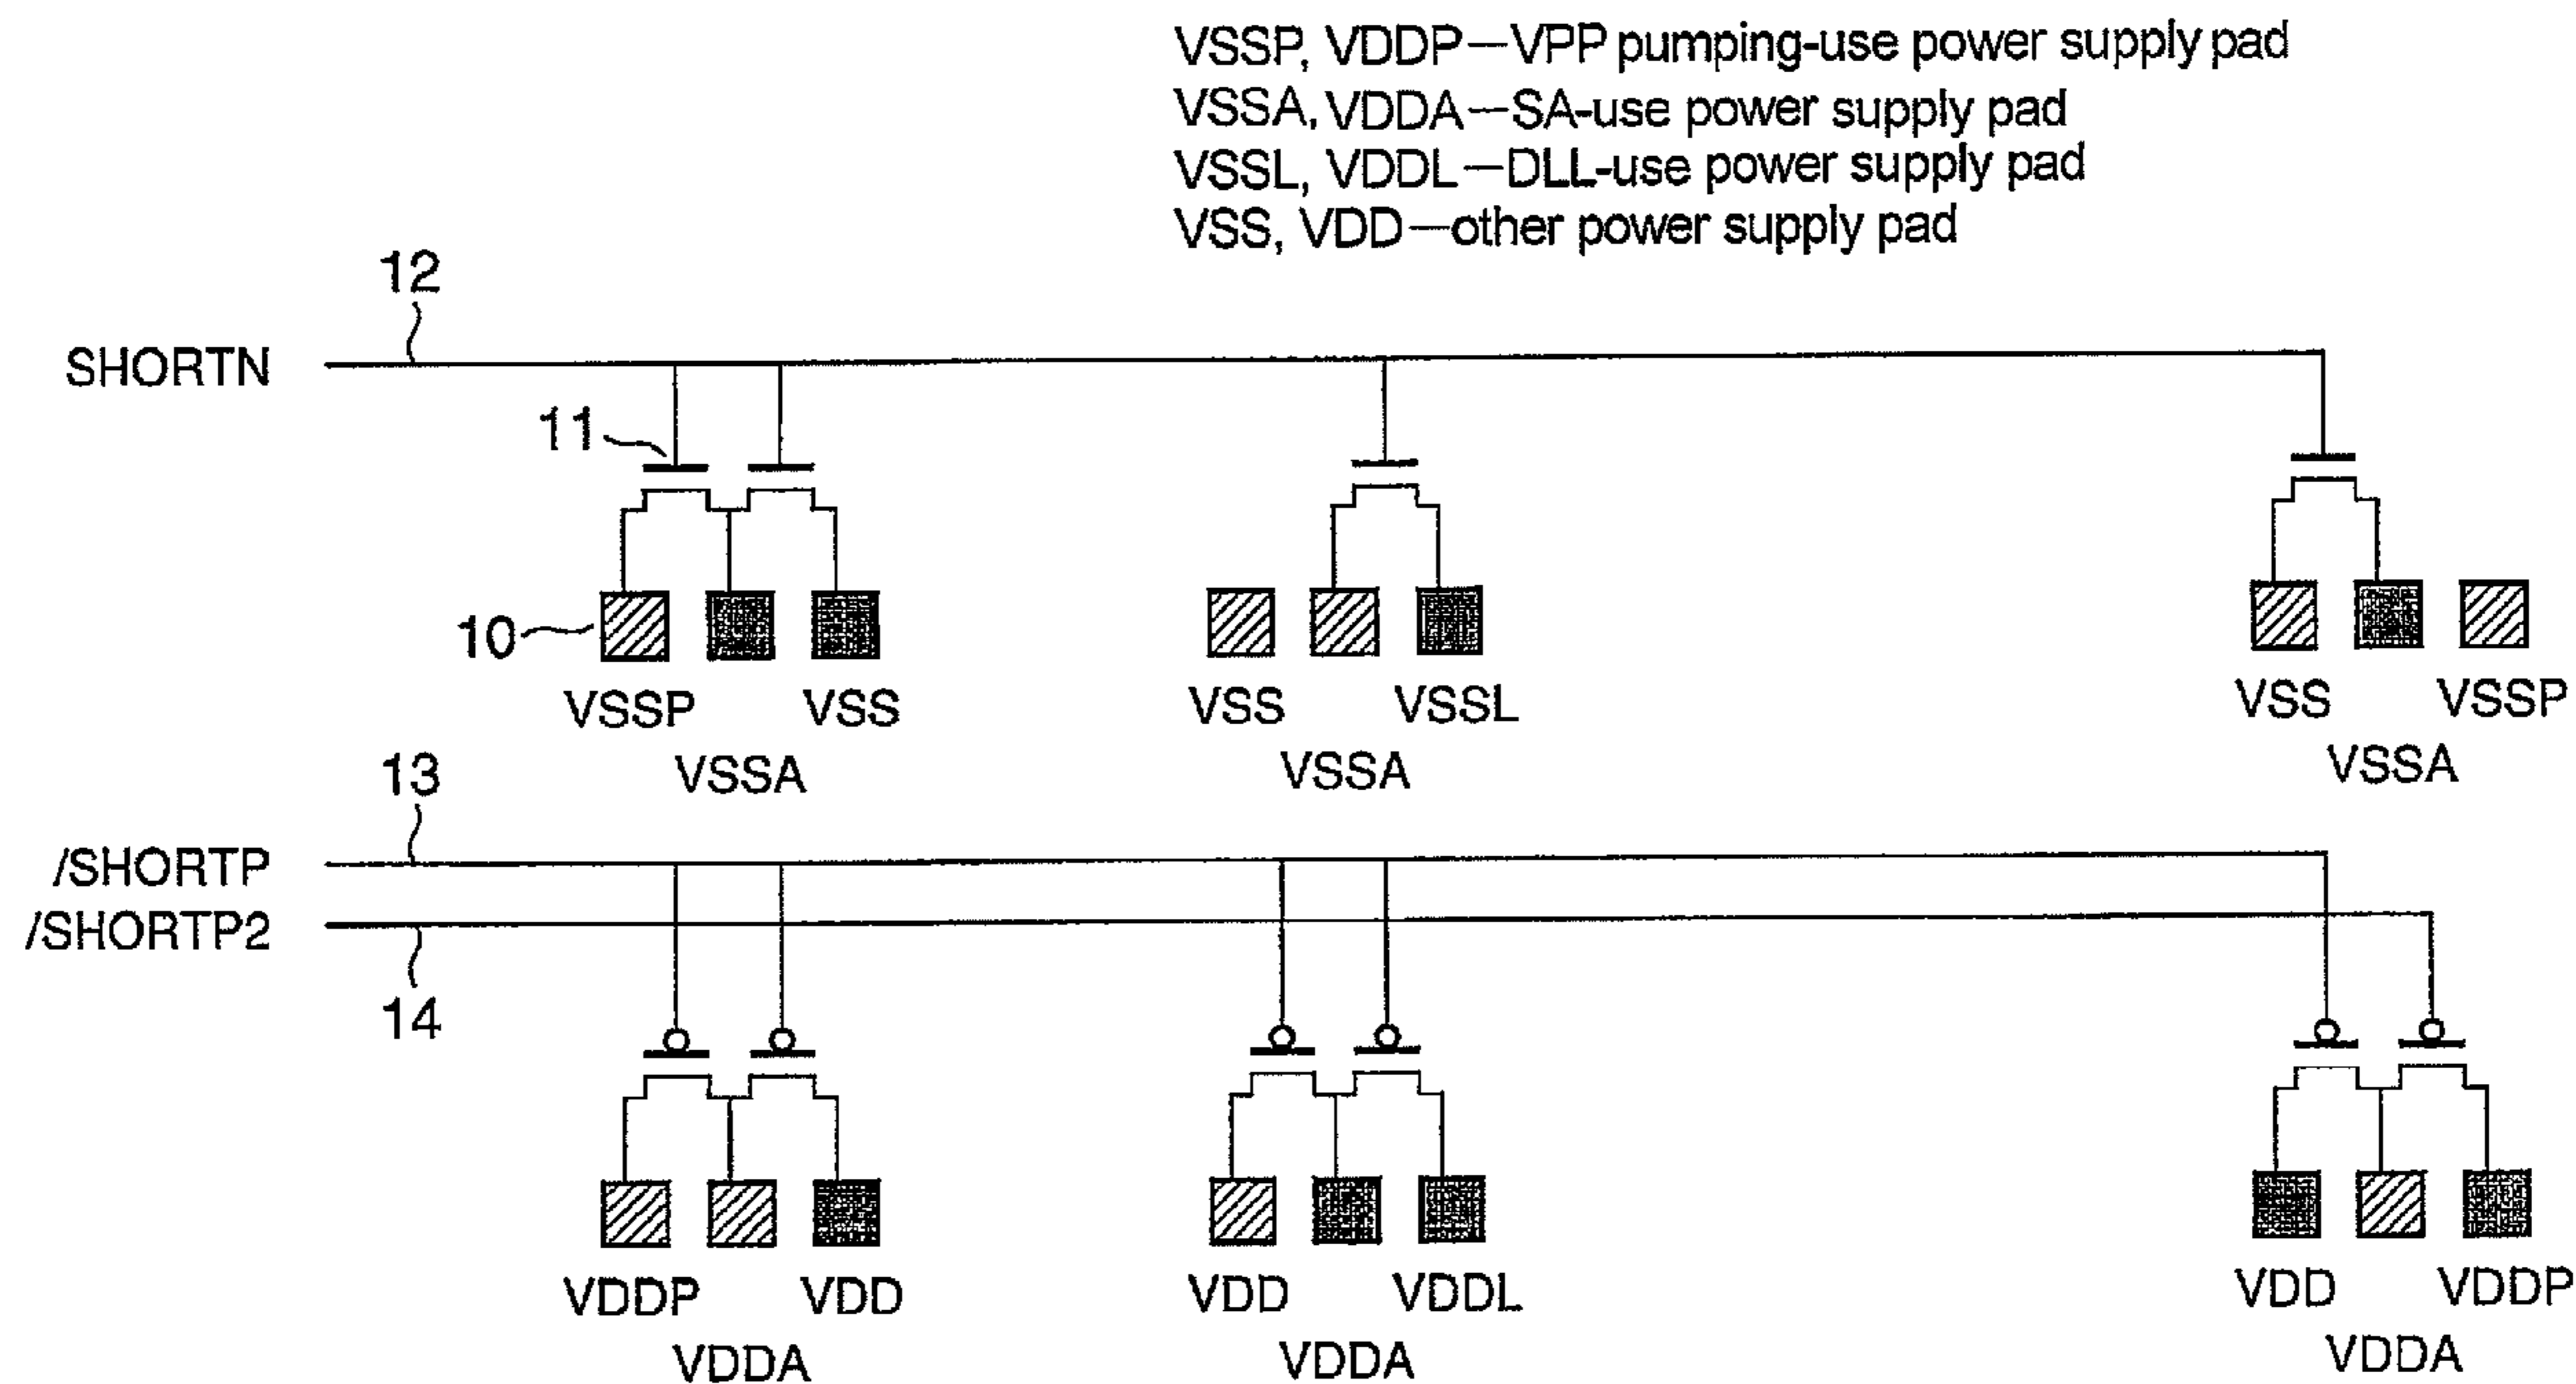 VSSP, VDDP—VPP pumping-use power supply pad
VSSA, VDDA—SA-use power supply pad
VSSL, VDDL—DLL-use power supply pad
VSS, VDD—other power supply pad
12
SHORTN
11
10
VSSP VSS VSS VSSL VSS VSSP
VSSA VSSA VSSA
13
/SHORTP
/SHORTP2
14
VDDP VDD VDD VDDL VDD VDDP
VDDA VDDA VDDA